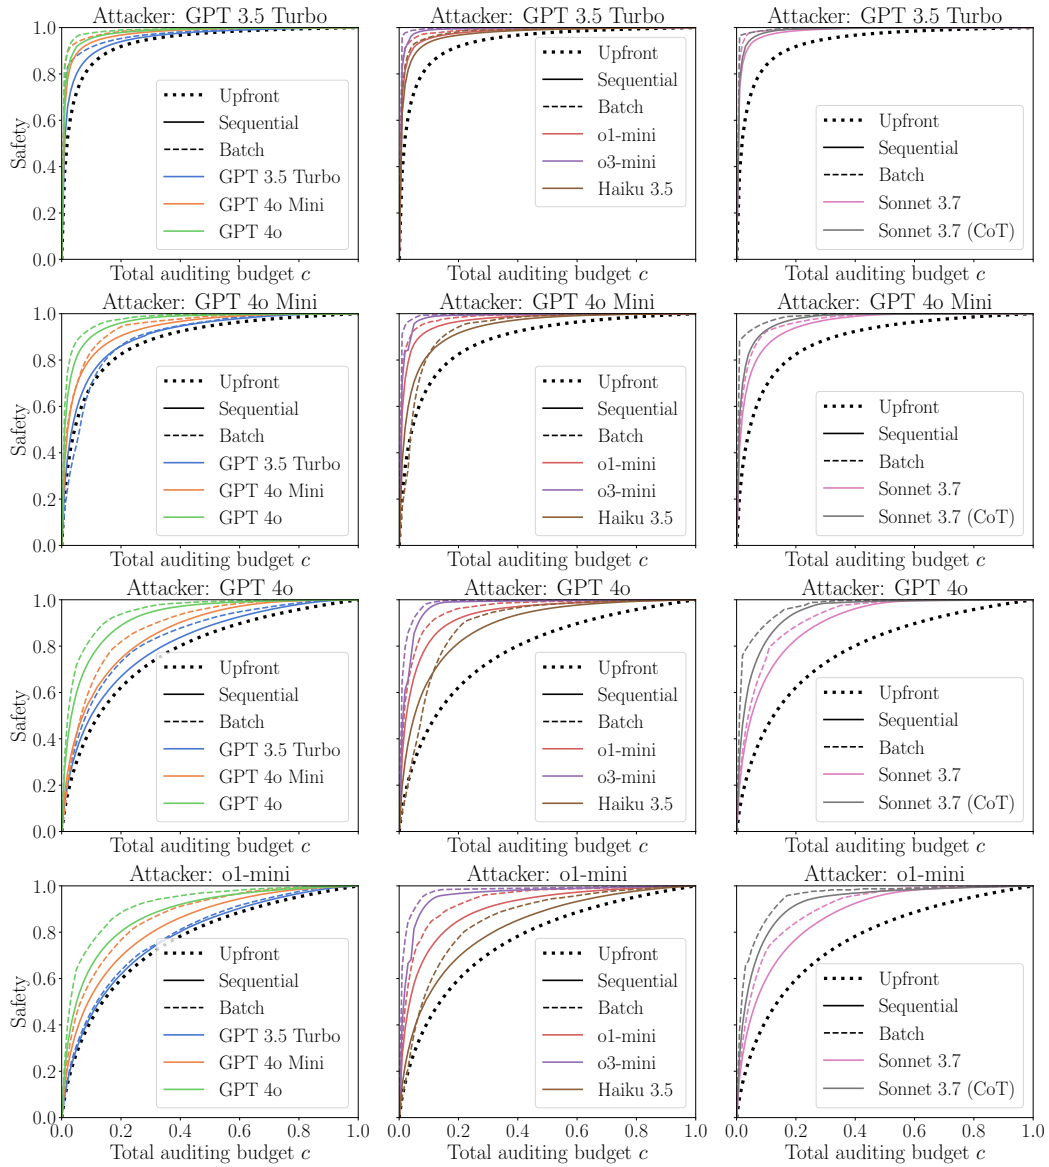 Attacker: GPT 3.5 Turbo
1.0
0.8
0.6
0.4
0.2
0.0
Safety
Upfront
Sequential
Batch
GPT 3.5 Turbo
GPT 4o Mini
GPT 4o
Total auditing budget c
Attacker: GPT 3.5 Turbo
Upfront
Sequential
Batch
o1-mini
o3-mini
Haiku 3.5
Total auditing budget c
Attacker: GPT 3.5 Turbo
Upfront
Sequential
Batch
Sonnet 3.7
Sonnet 3.7 (CoT)
Total auditing budget c
Attacker: GPT 4o Mini
1.0
0.8
0.6
0.4
0.2
0.0
Safety
Upfront
Sequential
Batch
GPT 3.5 Turbo
GPT 4o Mini
GPT 4o
Total auditing budget c
Attacker: GPT 4o Mini
Upfront
Sequential
Batch
o1-mini
o3-mini
Haiku 3.5
Total auditing budget c
Attacker: GPT 4o Mini
Upfront
Sequential
Batch
Sonnet 3.7
Sonnet 3.7 (CoT)
Total auditing budget c
Attacker: GPT 4o
1.0
0.8
0.6
0.4
0.2
0.0
Safety
Upfront
Sequential
Batch
GPT 3.5 Turbo
GPT 4o Mini
GPT 4o
Total auditing budget c
Attacker: GPT 4o
Upfront
Sequential
Batch
o1-mini
o3-mini
Haiku 3.5
Total auditing budget c
Attacker: GPT 4o
Upfront
Sequential
Batch
Sonnet 3.7
Sonnet 3.7 (CoT)
Total auditing budget c
Attacker: o1-mini
1.0
0.8
0.6
0.4
0.2
0.0
Safety
Upfront
Sequential
Batch
GPT 3.5 Turbo
GPT 4o Mini
GPT 4o
0.0 0.2 0.4 0.6 0.8 1.0
Total auditing budget c
Attacker: o1-mini
Upfront
Sequential
Batch
o1-mini
o3-mini
Haiku 3.5
0.0 0.2 0.4 0.6 0.8 1.0
Total auditing budget c
Attacker: o1-mini
Upfront
Sequential
Batch
Sonnet 3.7
Sonnet 3.7 (CoT)
0.0 0.2 0.4 0.6 0.8 1.0
Total auditing budget c